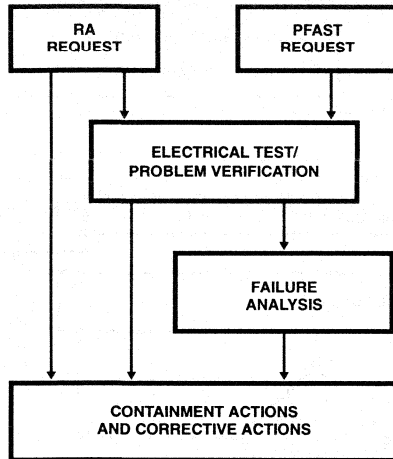 RA
REQUEST
PFAST
REQUEST
ELECTRICAL TEST/
PROBLEM VERIFICATION
FAILURE
ANALYSIS
CONTAINMENT ACTIONS
AND CORRECTIVE ACTIONS